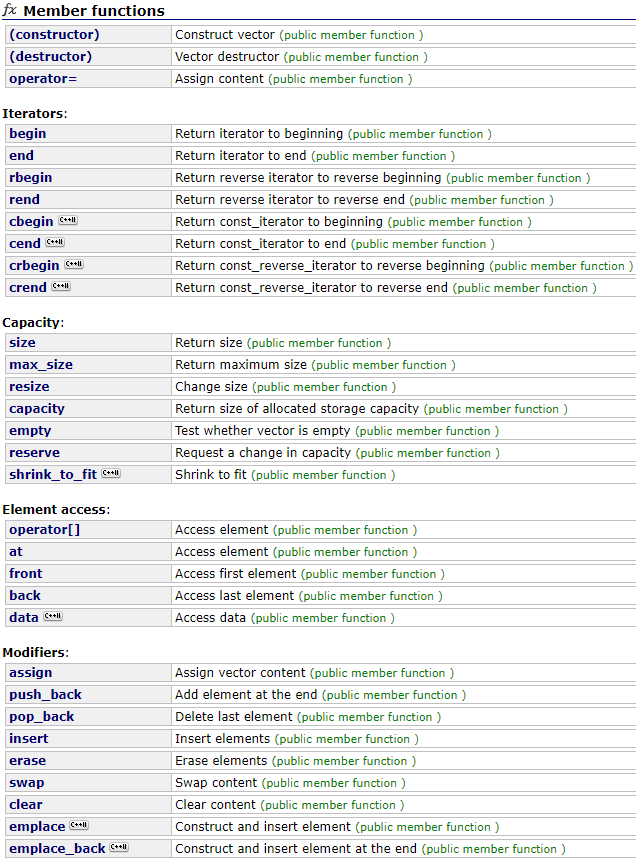 fx Member functions
(constructor) Construct vector (public member function )
(destructor) Vector destructor (public member function )
operator= Assign content (public member function )
Iterators:
begin Return iterator to beginning (public member function )
end Return iterator to end (public member function )
rbegin Return reverse iterator to reverse beginning (public member function )
rend Return reverse iterator to reverse end (public member function )
cbegin C++11 Return const_iterator to beginning (public member function )
cend C++11 Return const_iterator to end (public member function )
crbegin C++11 Return const_reverse_iterator to reverse beginning (public member function )
crend C++11 Return const_reverse_iterator to reverse end (public member function )
Capacity:
size Return size (public member function )
max_size Return maximum size (public member function )
resize Change size (public member function )
capacity Return size of allocated storage capacity (public member function )
empty Test whether vector is empty (public member function )
reserve Request a change in capacity (public member function )
shrink_to_fit C++11 Shrink to fit (public member function )
Element access:
operator[] Access element (public member function )
at Access element (public member function )
front Access first element (public member function )
back Access last element (public member function )
data C++11 Access data (public member function )
Modifiers:
assign Assign vector content (public member function )
push_back Add element at the end (public member function )
pop_back Delete last element (public member function )
insert Insert elements (public member function )
erase Erase elements (public member function )
swap Swap content (public member function )
clear Clear content (public member function )
emplace C++11 Construct and insert element (public member function )
emplace_back C++11 Construct and insert element at the end (public member function )